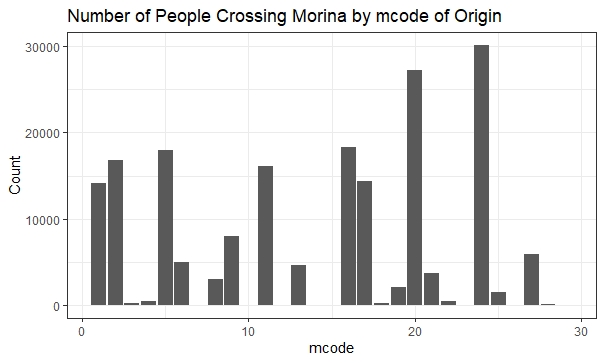 Number of People Crossing Morina by mcode of Origin
30000
20000
10000
0
Count
0 10 20 30
mcode